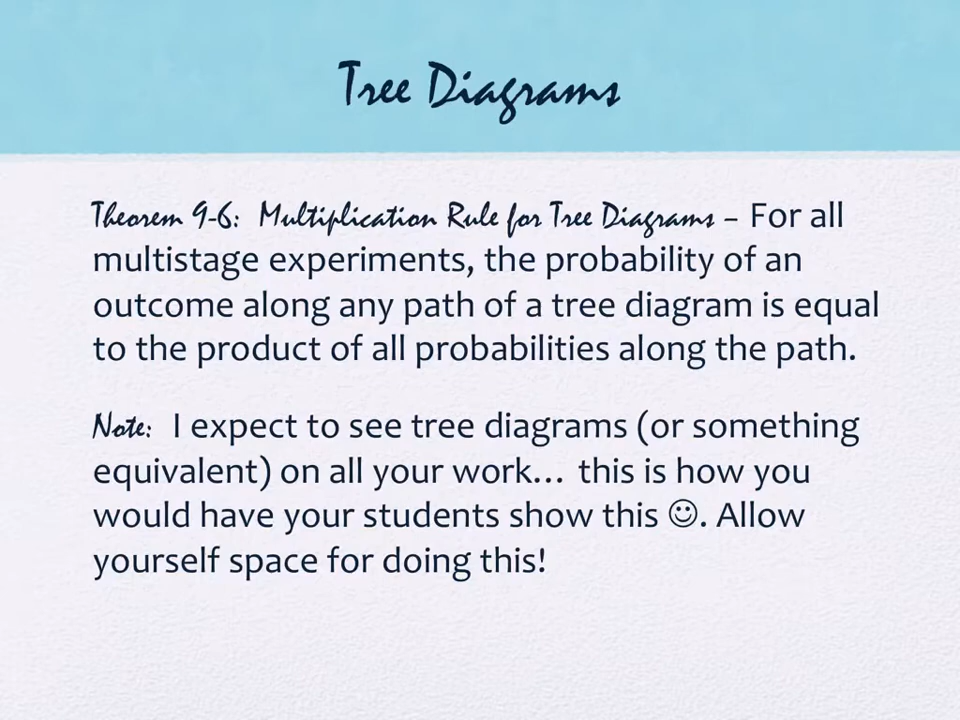 Tree Diagrams
Theorem 9-6: Multiplication Rule for Tree Diagrams – For all
multistage experiments, the probability of an
outcome along any path of a tree diagram is equal
to the product of all probabilities along the path.
Note: I expect to see tree diagrams (or something
equivalent) on all your work… this is how you
would have your students show this ☺. Allow
yourself space for doing this!